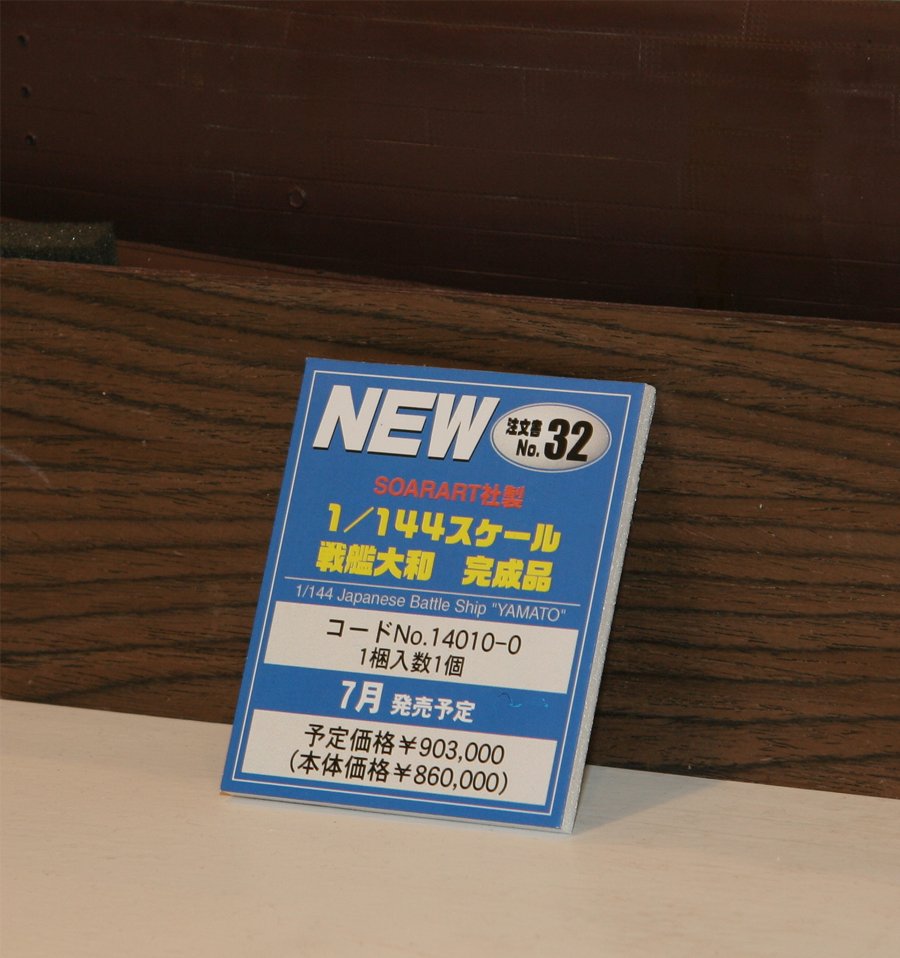 NEW
注文書
No.32
SOARART社製
1/144スケール
戦艦大和 完成品
1/144 Japanese Battle Ship "YAMATO"
コードNo.14010-0
1梱入数1個
7月 発売予定
予定価格￥903,000
(本体価格￥860,000)